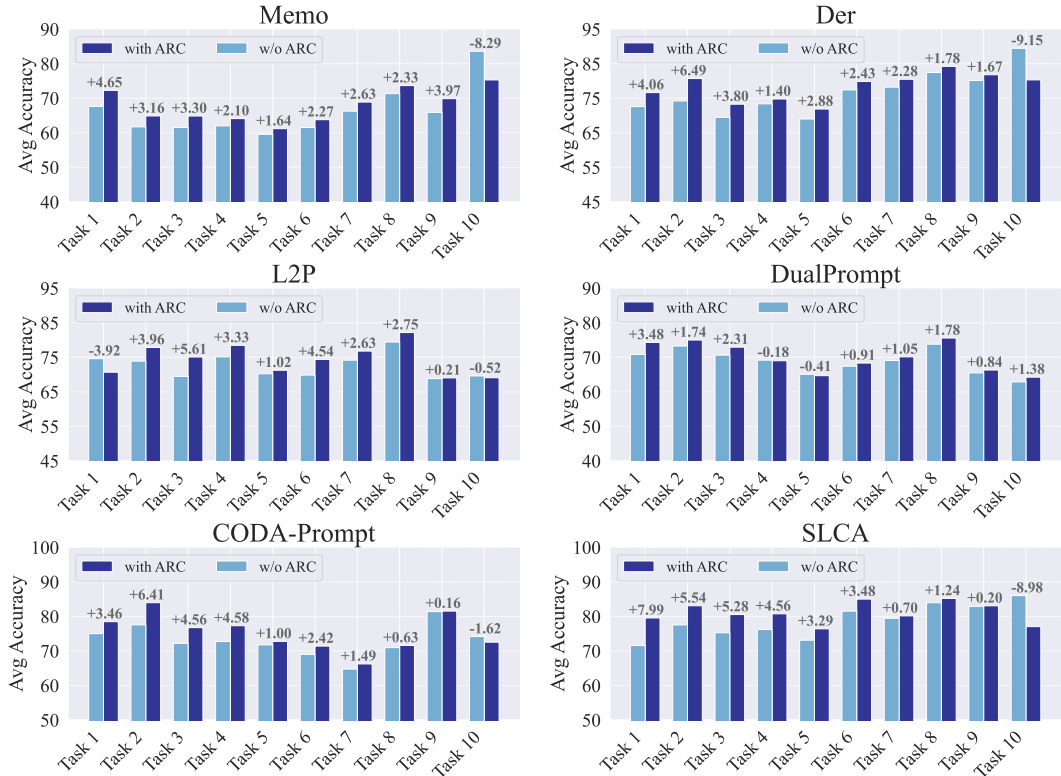 Memo
Avg Accuracy
90
80
70
60
50
40
with ARC
w/o ARC
+4.65
+3.16
+3.30
+2.10
+1.64
+2.27
+2.63
+2.33
+3.97
-8.29
Task 1
Task 2
Task 3
Task 4
Task 5
Task 6
Task 7
Task 8
Task 9
Task 10
Der
Avg Accuracy
95
85
75
65
55
45
with ARC
w/o ARC
+4.06
+6.49
+3.80
+1.40
+2.88
+2.43
+2.28
+1.78
+1.67
-9.15
Task 1
Task 2
Task 3
Task 4
Task 5
Task 6
Task 7
Task 8
Task 9
Task 10
L2P
Avg Accuracy
95
85
75
65
55
45
with ARC
w/o ARC
-3.92
+3.96
+5.61
+3.33
+1.02
+4.54
+2.63
+2.75
+0.21
-0.52
Task 1
Task 2
Task 3
Task 4
Task 5
Task 6
Task 7
Task 8
Task 9
Task 10
DualPrompt
Avg Accuracy
90
80
70
60
50
40
with ARC
w/o ARC
+3.48
+1.74
+2.31
-0.18
-0.41
+0.91
+1.05
+1.78
+0.84
+1.38
Task 1
Task 2
Task 3
Task 4
Task 5
Task 6
Task 7
Task 8
Task 9
Task 10
CODA-Prompt
Avg Accuracy
100
90
80
70
60
50
with ARC
w/o ARC
+3.46
+6.41
+4.56
+4.58
+1.00
+2.42
+1.49
+0.63
+0.16
-1.62
Task 1
Task 2
Task 3
Task 4
Task 5
Task 6
Task 7
Task 8
Task 9
Task 10
SLCA
Avg Accuracy
100
90
80
70
60
50
with ARC
w/o ARC
+7.99
+5.54
+5.28
+4.56
+3.29
+3.48
+0.70
+1.24
+0.20
-8.98
Task 1
Task 2
Task 3
Task 4
Task 5
Task 6
Task 7
Task 8
Task 9
Task 10